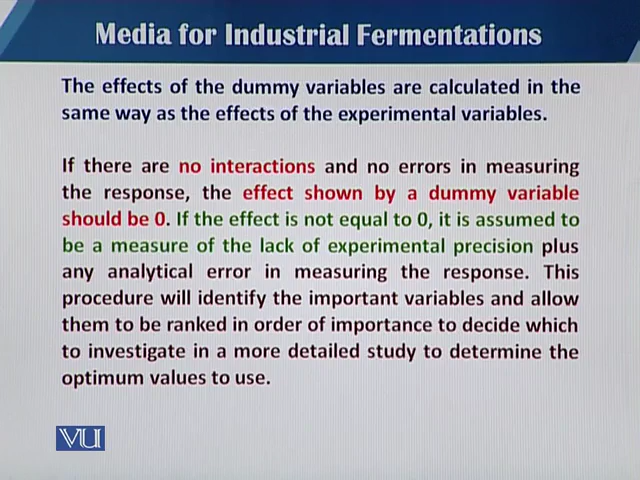 Media for Industrial Fermentations
The effects of the dummy variables are calculated in the
same way as the effects of the experimental variables.
If there are no interactions and no errors in measuring
the response, the effect shown by a dummy variable
should be 0. If the effect is not equal to 0, it is assumed to
be a measure of the lack of experimental precision plus
any analytical error in measuring the response. This
procedure will identify the important variables and allow
them to be ranked in order of importance to decide which
to investigate in a more detailed study to determine the
optimum values to use.
VU